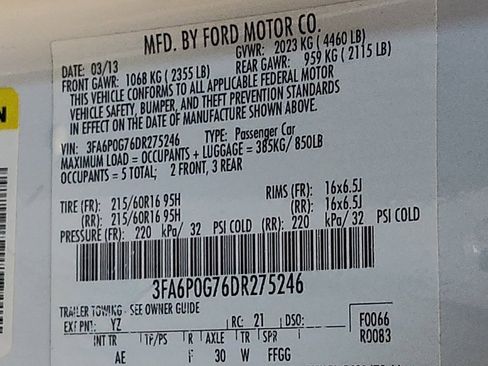 MFD. BY FORD MOTOR CO.
DATE: 03/13 GVWR: 2023 KG ( 4460 LB)
FRONT GAWR: 1068 KG ( 2355 LB) REAR GAWR: 959 KG ( 2115 LB)
THIS VEHICLE CONFORMS TO ALL APPLICABLE FEDERAL MOTOR
VEHICLE SAFETY, BUMPER, AND THEFT PREVENTION STANDARDS
IN EFFECT ON THE DATE OF MANUFACTURE SHOWN ABOVE.
VIN: 3FA6P0G76DR275246 TYPE: Passenger Car
MAXIMUM LOAD = OCCUPANTS + LUGGAGE = 385KG/ 850LB
OCCUPANTS = 5 TOTAL; 2 FRONT, 3 REAR
TIRE (FR): 215/60R16 95H RIMS (FR): 16x6.5J
(RR): 215/60R16 95H (RR): 16x6.5J
PRESSURE (FR): 220 kPa/ 32 PSI COLD (RR): 220 kPa/ 32 PSI COLD
3FA6P0G76DR275246
TRAILER TOWING - SEE OWNER GUIDE
EXT PNT: YZ RC: 21 DSO: F0066
R0083
INT TR TP/PS R AXLE TR SPR
AE 30 W FFGG